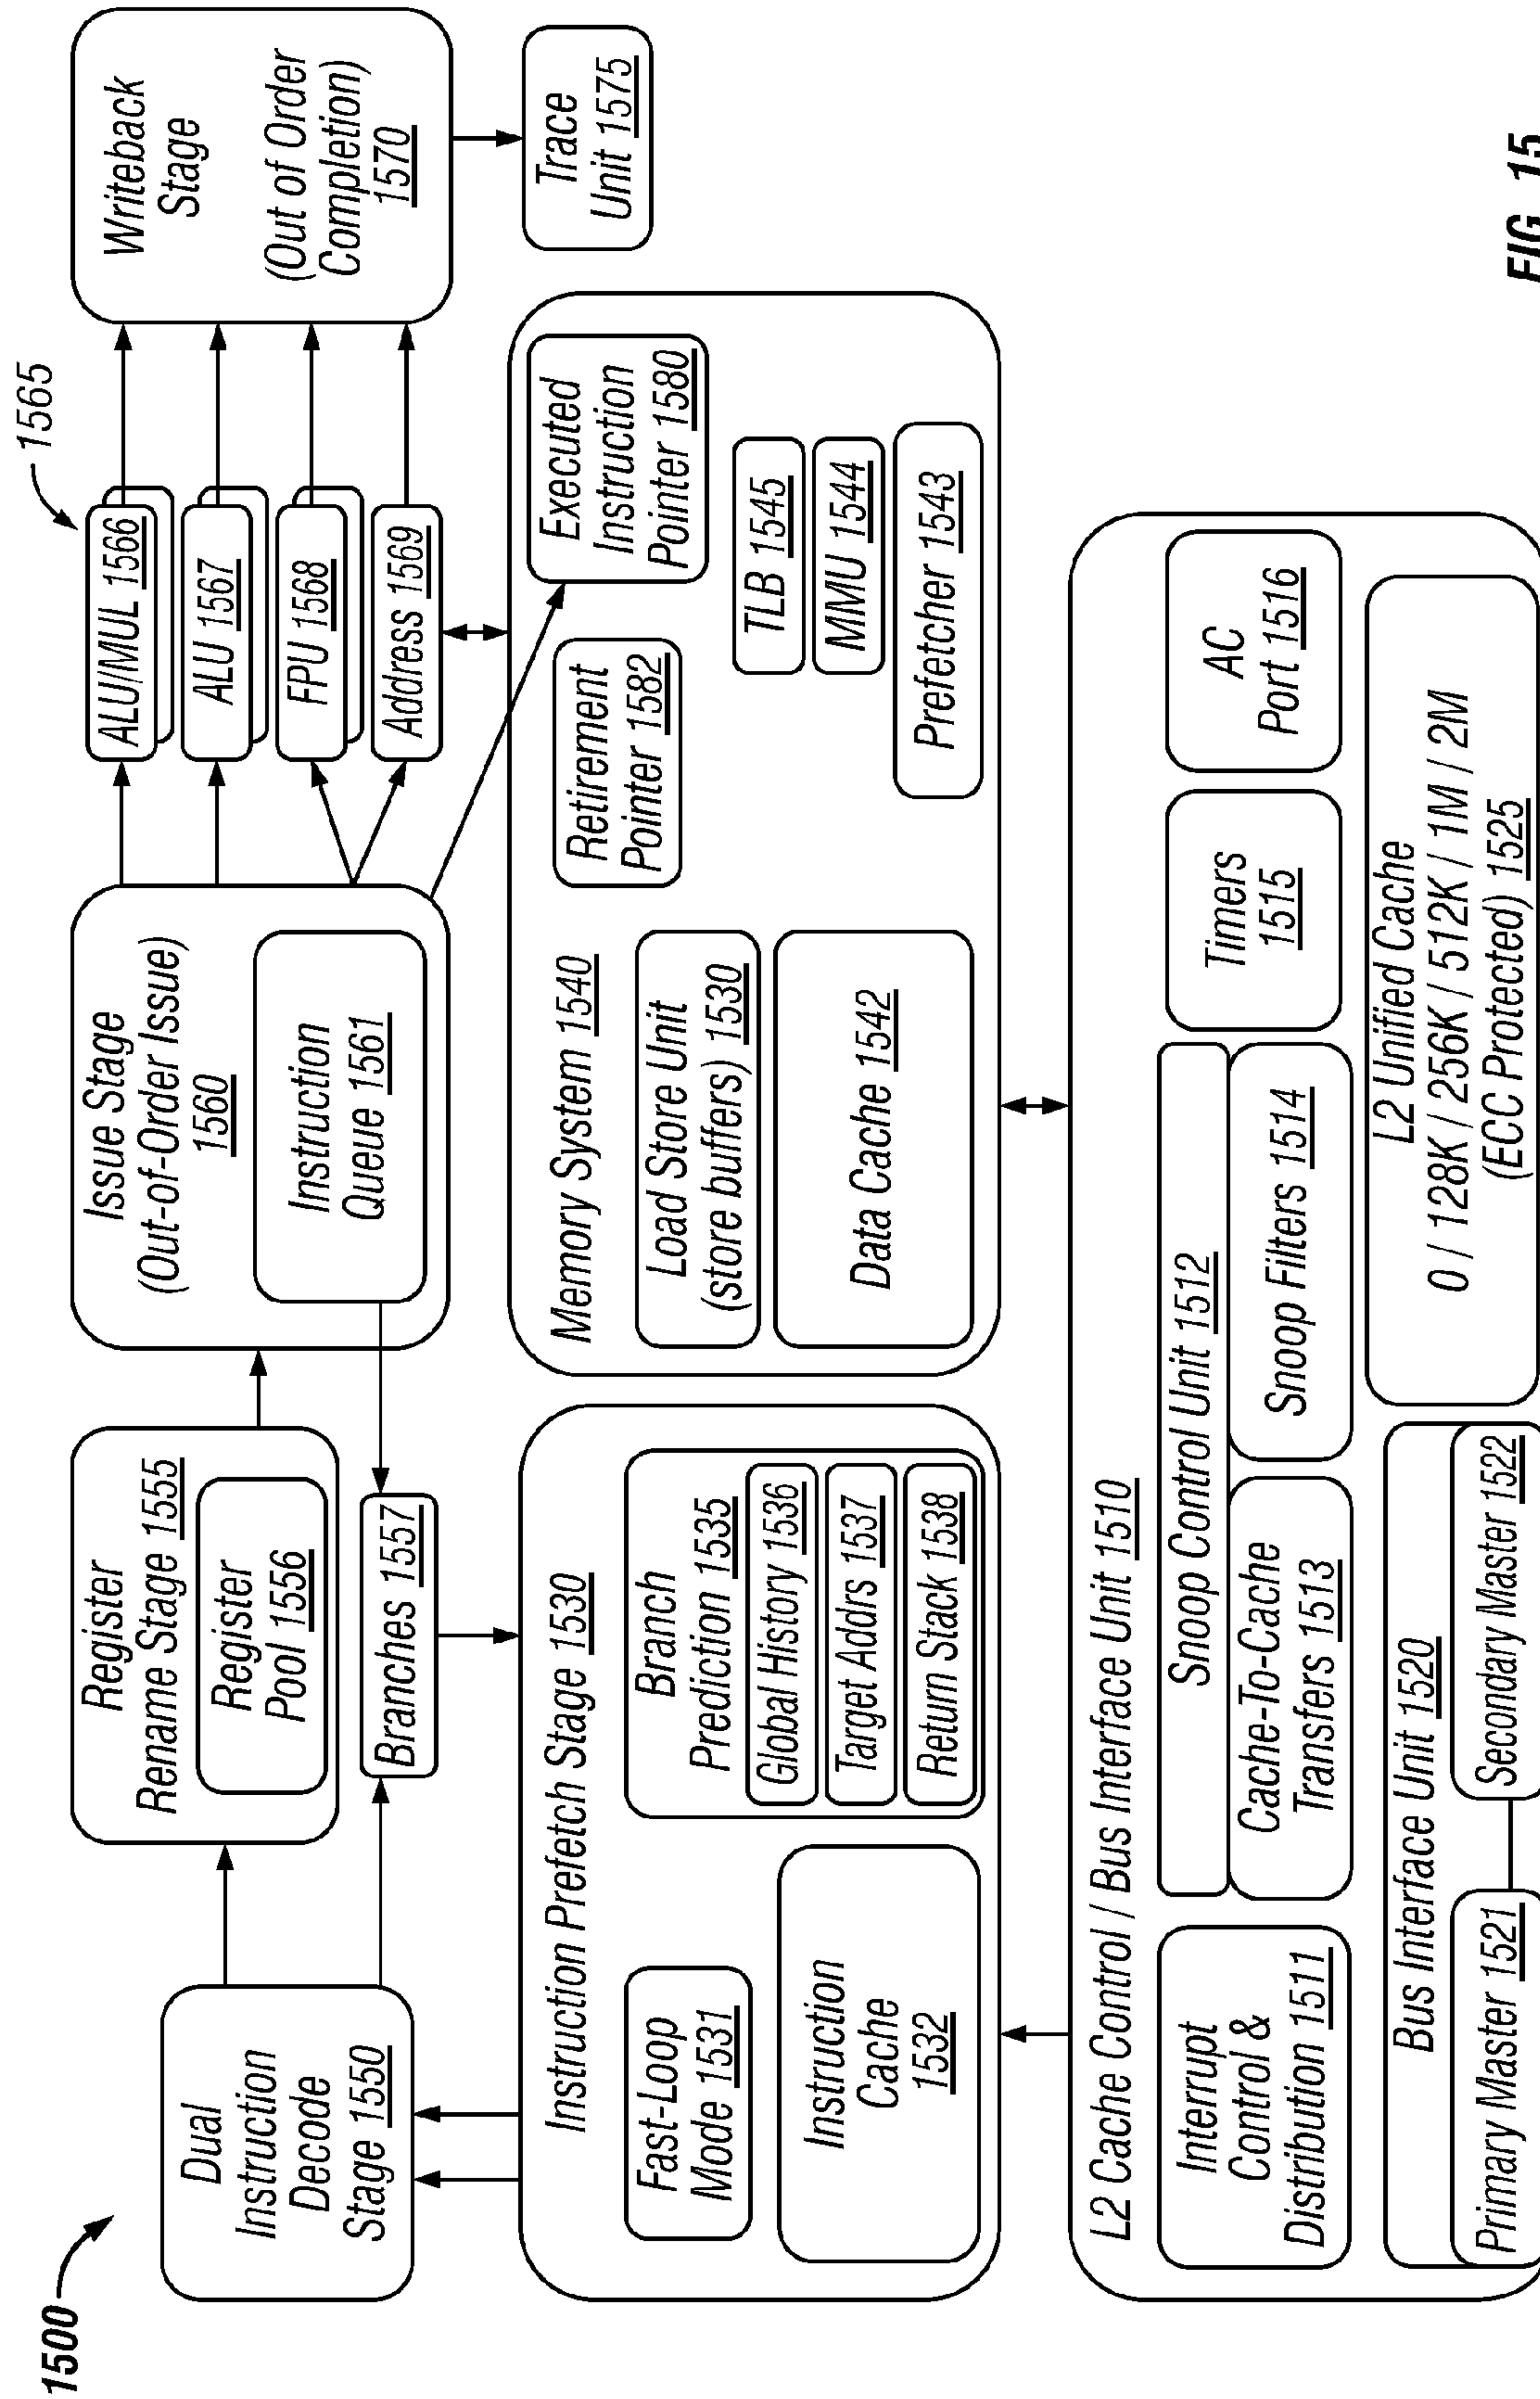 1500
Dual
Instruction
Decode
Stage 1550
Register
Rename Stage 1555
Register
Pool 1556
Branches 1557
Issue Stage
(Out-of-Order Issue)
1560
Instruction
Queue 1561
1565
ALU/MUL 1566
ALU 1567
FPU 1568
Address 1569
Writeback
Stage
(Out of Order
Completion)
1570
Trace
Unit 1575
Instruction Prefetch Stage 1530
Fast-Loop
Mode 1531
Instruction
Cache
1532
Branch
Prediction 1535
Global History 1536
Target Addrs 1537
Return Stack 1538
Memory System 1540
Load Store Unit
(store buffers) 1530
Data Cache 1542
Retirement
Pointer 1582
Executed
Instruction
Pointer 1580
TLB 1545
MMU 1544
Prefetcher 1543
L2 Cache Control / Bus Interface Unit 1510
Interrupt
Control &
Distribution 1511
Snoop Control Unit 1512
Cache-To-Cache
Transfers 1513
Snoop Filters 1514
Timers
1515
AC
Port 1516
Bus Interface Unit 1520
Primary Master 1521
Secondary Master 1522
L2 Unified Cache
0 / 128K / 256K / 512K / 1M / 2M
(ECC Protected) 1525
FIG. 15